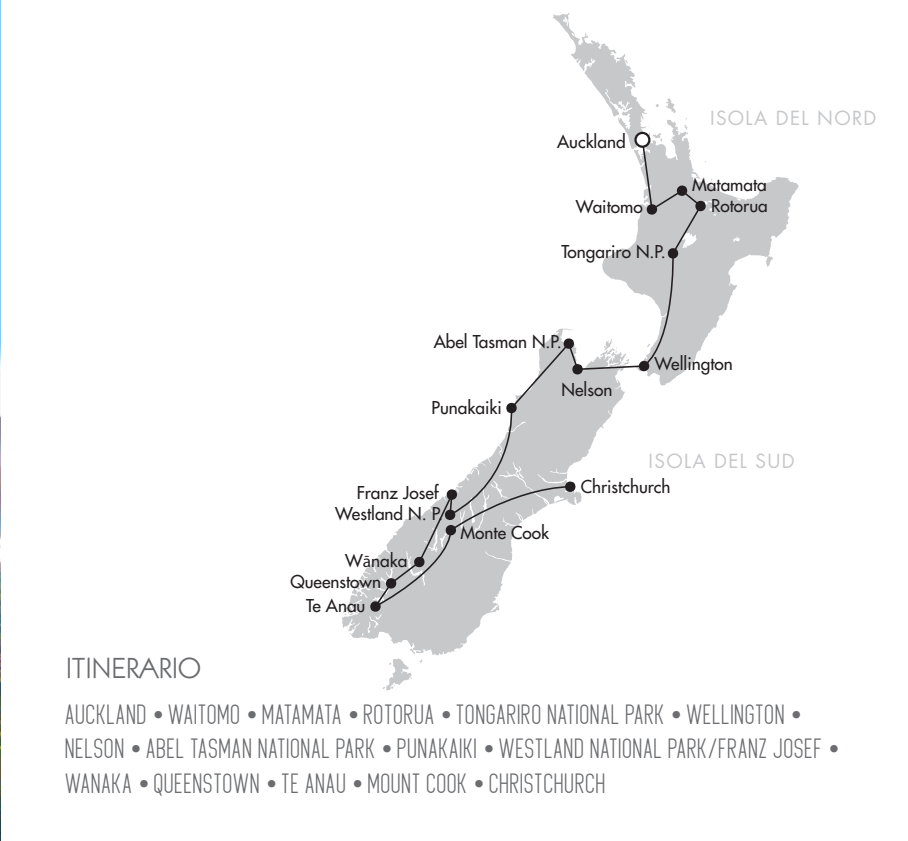 ISOLA DEL NORD
Auckland
Matamata
Waitomo
Rotorua
Tongariro N.P.
Abel Tasman N.P.
Wellington
Nelson
Punakaiki
ISOLA DEL SUD
Christchurch
Franz Josef
Westland N. P
Monte Cook
Wānaka
Queenstown
Te Anau
ITINERARIO
AUCKLAND • WAITOMO • MATAMATA • ROTORUA • TONGARIRO NATIONAL PARK • WELLINGTON •
NELSON • ABEL TASMAN NATIONAL PARK • PUNAKAIKI • WESTLAND NATIONAL PARK/FRANZ JOSEF •
WANAKA • QUEENSTOWN • TE ANAU • MOUNT COOK • CHRISTCHURCH